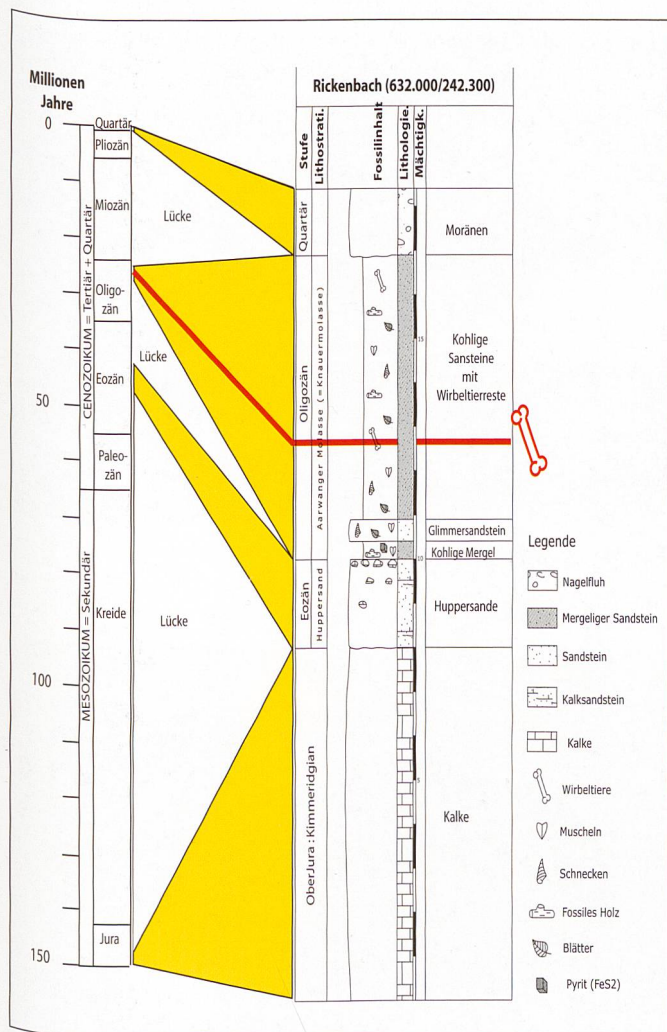 Millionen
Jahre
0
50
100
150
CENOZOIKUM = Tertiär + Quartär
MESOZOIKUM = Sekundär
Quartär
Pliozän
Miozän
Oligo-
zän
Eozän
Paleo-
zän
Kreide
Jura
Lücke
Lücke
Lücke
Rickenbach (632.000/242.300)
Stufe
Lithostrati.
Fossilinhalt
Lithologie.
Mächtigk.
Quartär
Oligozän
Aarwanger Molasse (=Knauermolasse)
Eozän
Huppersand
OberJura : Kimmeridgian
15
10
5
Moränen
Kohlige
Sansteine
mit
Wirbeltierreste
Glimmersandstein
Kohlige Mergel
Huppersande
Kalke
Legende
Nagelfluh
Mergeliger Sandstein
Sandstein
Kalksandstein
Kalke
Wirbeltiere
Muscheln
Schnecken
Fossiles Holz
Blätter
Pyrit (FeS2)